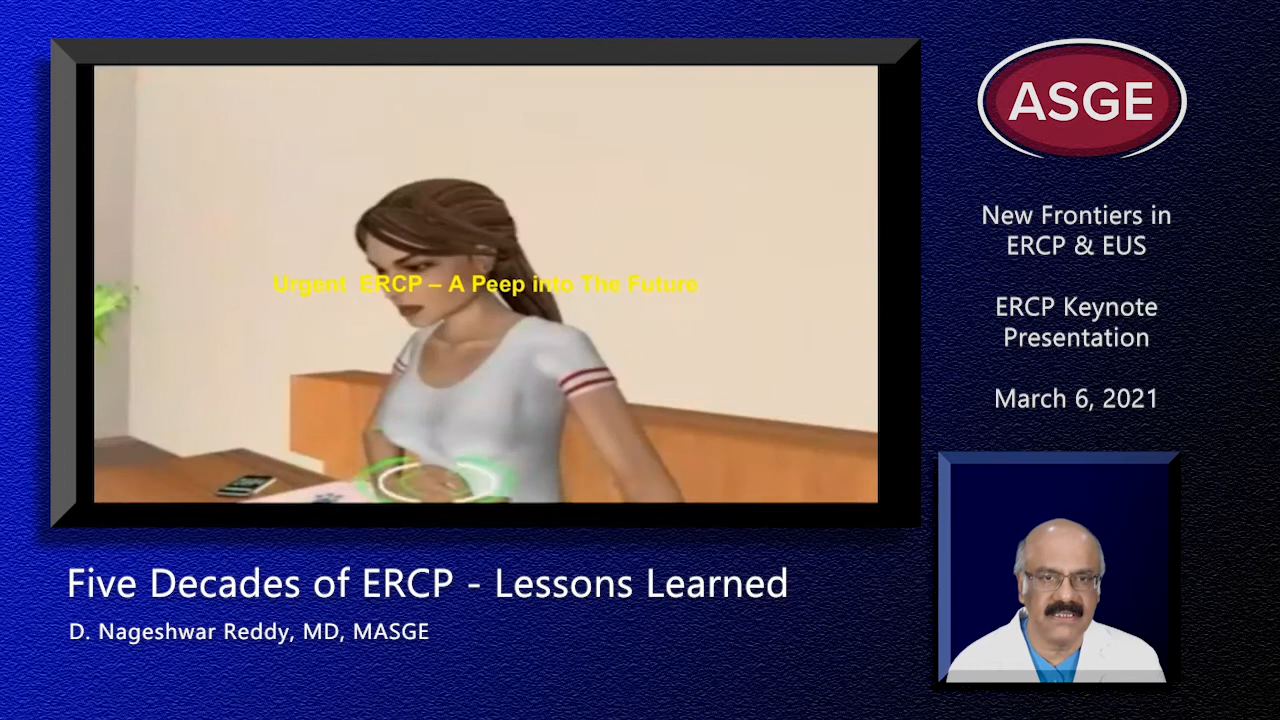 Urgent ERCP – A Peep into The Future
ASGE
New Frontiers in
ERCP & EUS
ERCP Keynote
Presentation
March 6, 2021
Five Decades of ERCP - Lessons Learned
D. Nageshwar Reddy, MD, MASGE